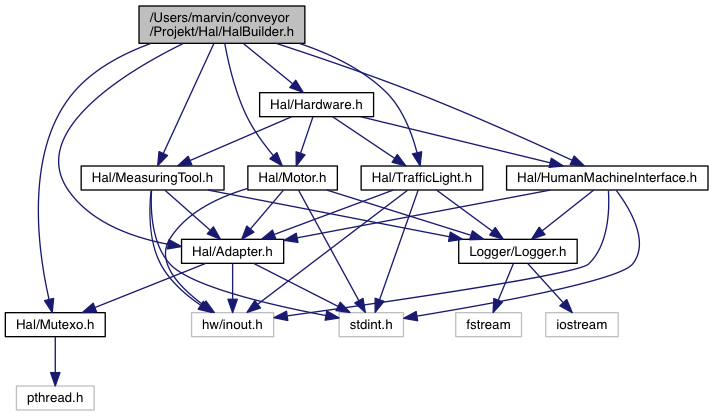 /Users/marvin/conveyor
/Projekt/Hal/HalBuilder.h
Hal/Hardware.h
Hal/MeasuringTool.h
Hal/Motor.h
Hal/TrafficLight.h
Hal/HumanMachineInterface.h
Hal/Adapter.h
Logger/Logger.h
Hal/Mutexo.h
hw/inout.h
stdint.h
fstream
iostream
pthread.h